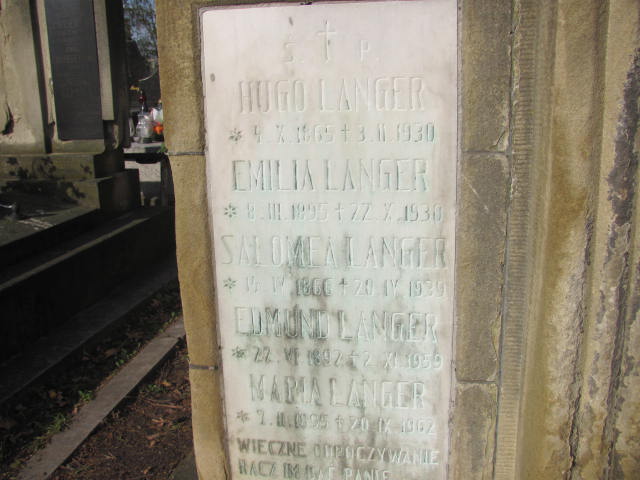 Ś. † P.
HUGO LANGER
* 4.X.1865 + 3.II.1930
EMILIA LANGER
* 8.III.1895 + 22.X.1930
SALOMEA LANGER
IV 1866 + 20.IV.1939
EDMUND LANGER
* 22.VI.1892 + 2.XI.1959
MARIA LANGER
* 7.II.1895 + 20.IX.1962
WIECZNE ODPOCZYWANIE
RACZ IM DAĆ PANIE